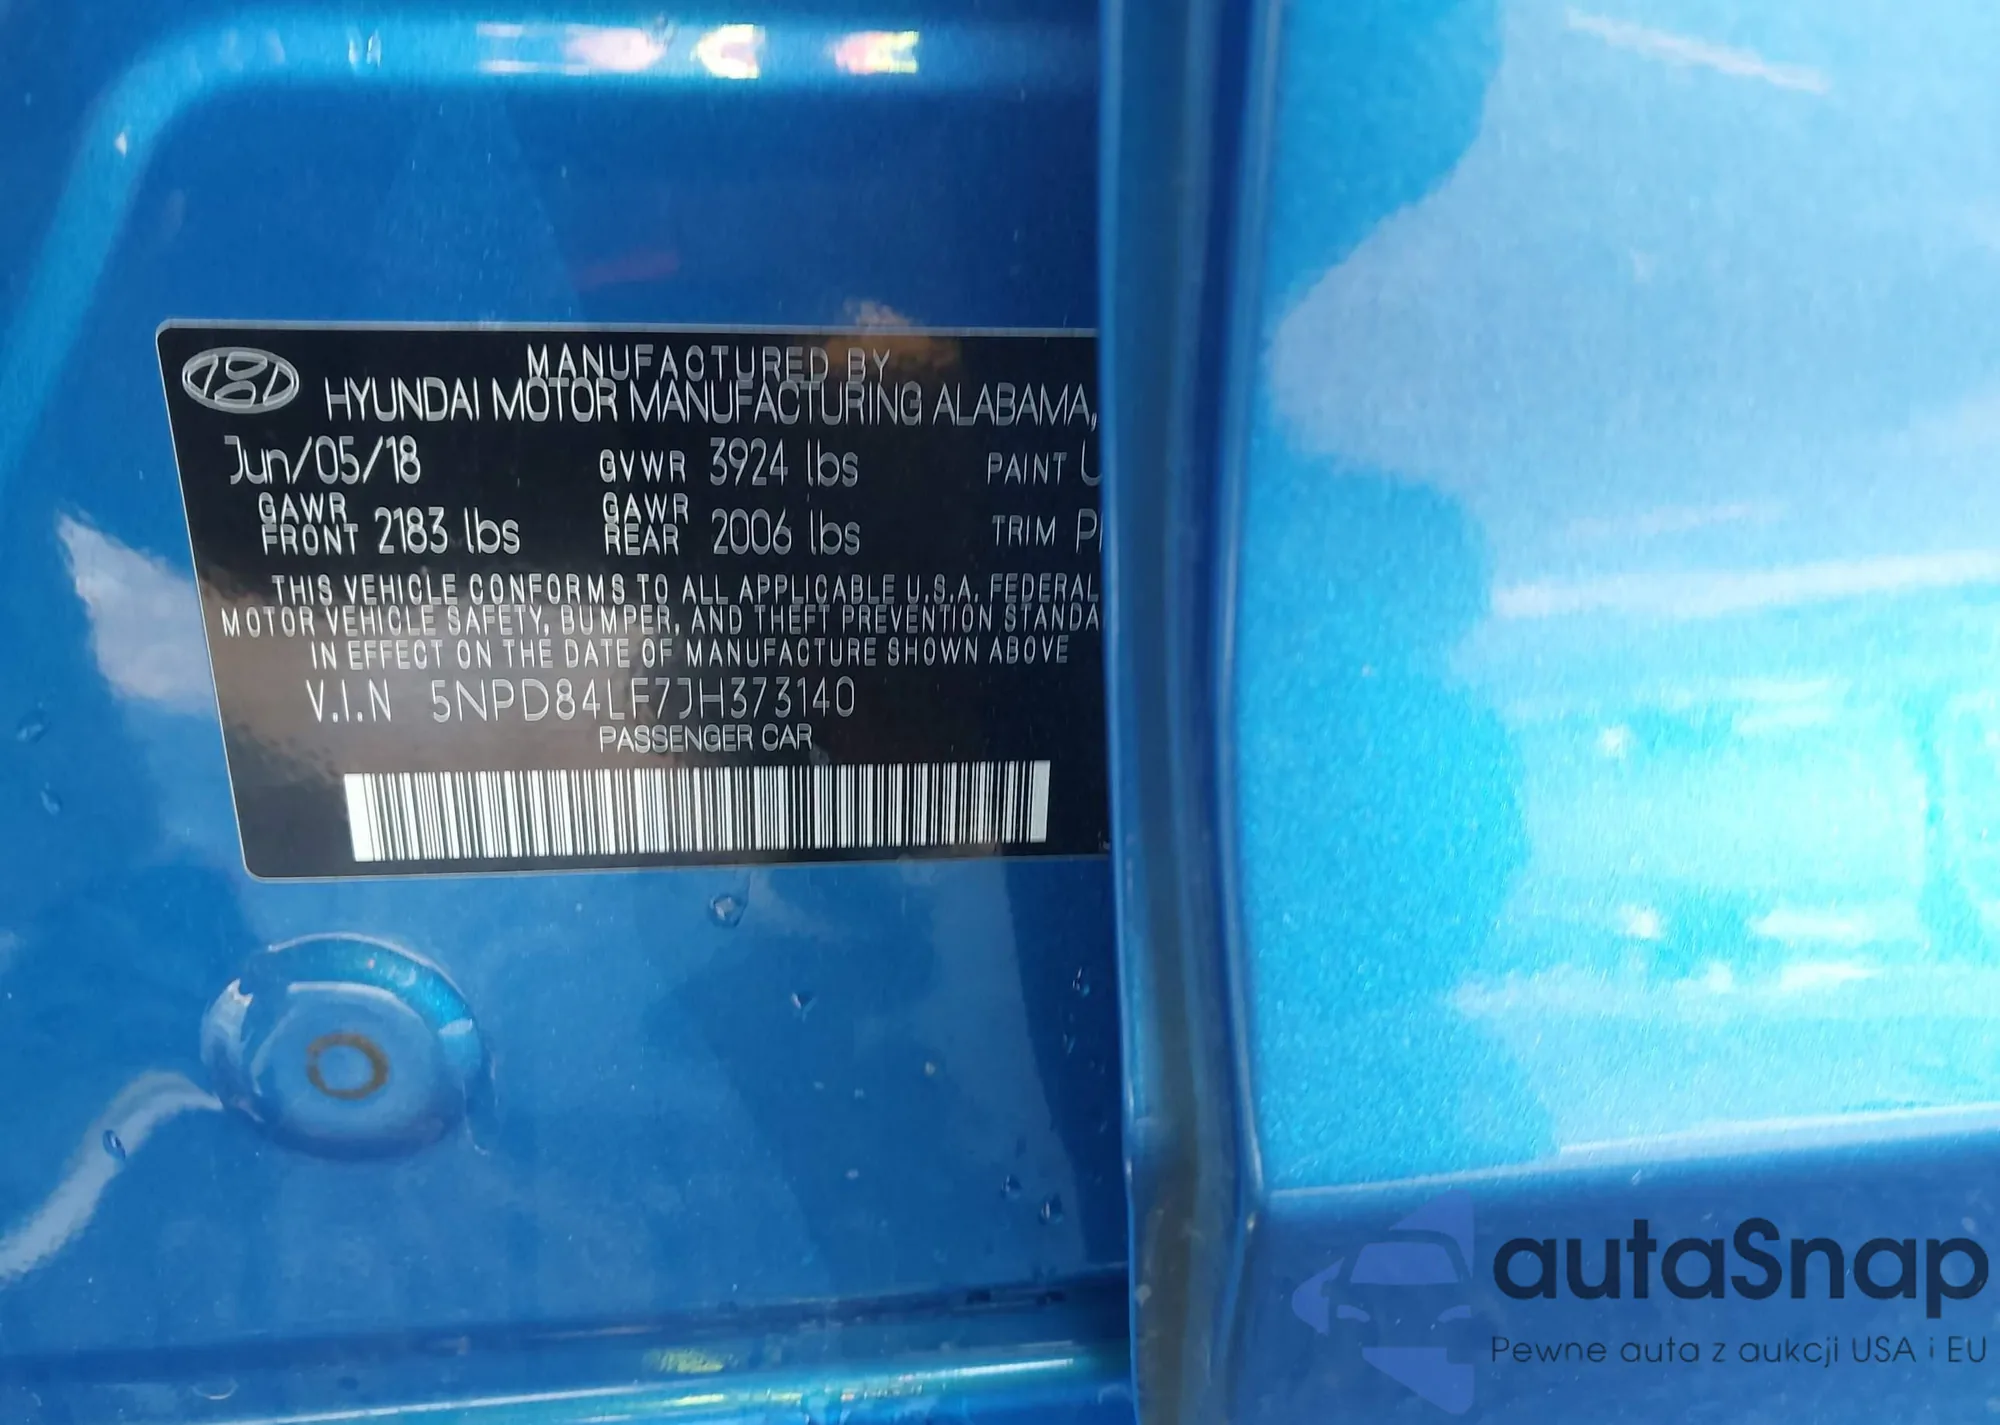 MANUFACTURED BY
HYUNDAI MOTOR MANUFACTURING ALABAMA,
Jun/05/18 GVWR 3924 lbs PAINT
GAWR FRONT 2183 lbs GAWR REAR 2006 lbs TRIM
THIS VEHICLE CONFORMS TO ALL APPLICABLE U.S.A. FEDERAL
MOTOR VEHICLE SAFETY, BUMPER, AND THEFT PREVENTION STANDA
IN EFFECT ON THE DATE OF MANUFACTURE SHOWN ABOVE
V.I.N 5NPD84LF7JH373140
PASSENGER CAR
autaSnap
Pewne auta z aukcji USA i EU